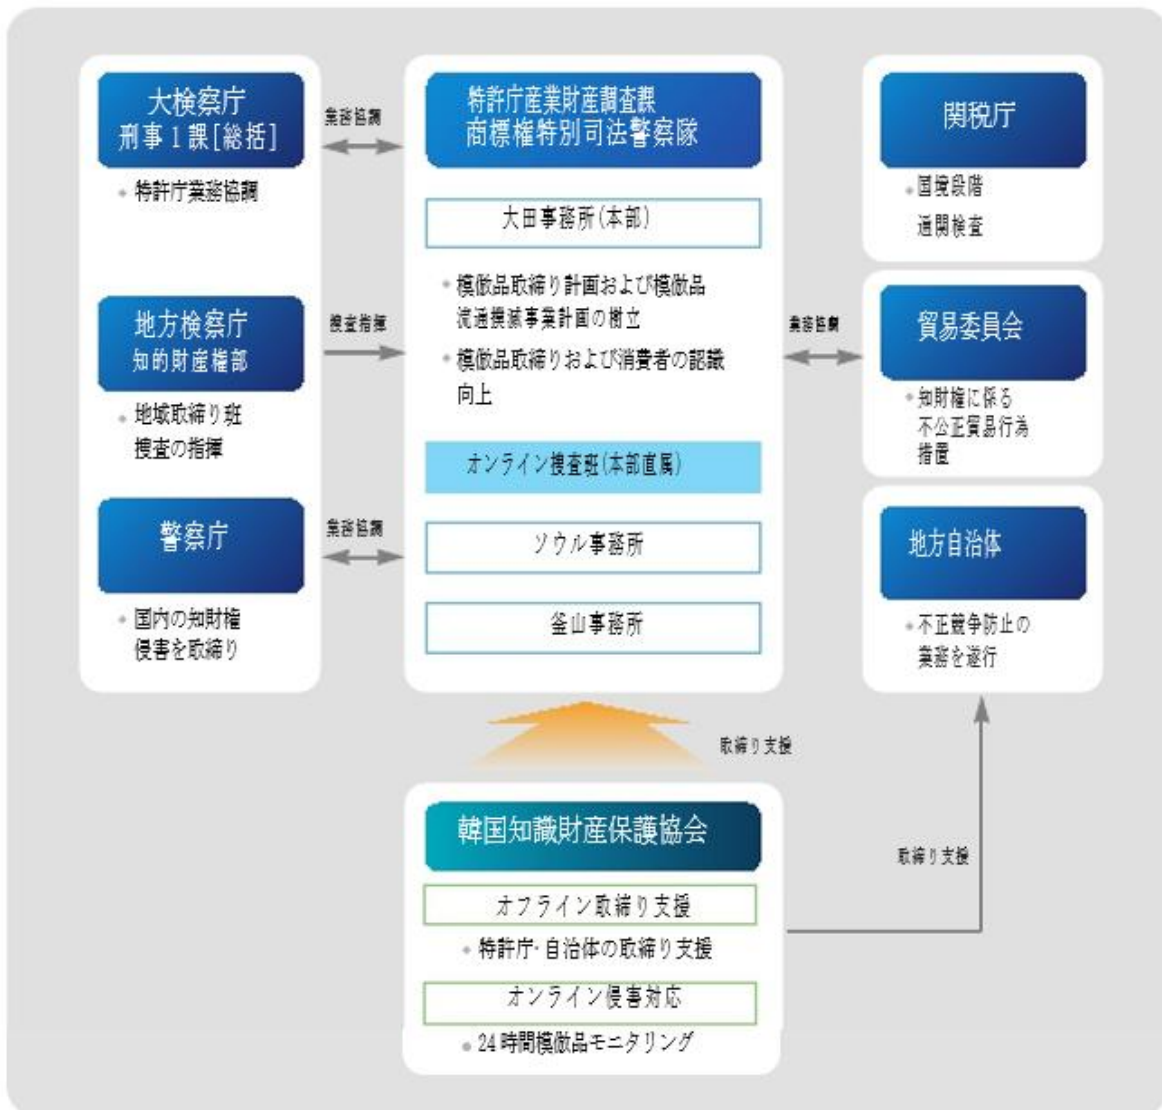 大検察庁
刑事1課[総括]
• 特許庁業務協調
業務協調
地方検察庁
知的財産権部
• 地域取締り班
捜査の指揮
捜査指揮
警察庁
• 国内の知財権
侵害を取締り
業務協調
特許庁産業財産調査課
商標権特別司法警察隊
大田事務所(本部)
• 模倣品取締り計画および模倣品
流通撲滅事業計画の樹立
• 模倣品取締りおよび消費者の認識
向上
オンライン捜査班(本部直属)
ソウル事務所
釜山事務所
業務協調
関税庁
• 国境段階
通関検査
貿易委員会
• 知財権に係る
不公正貿易行為
措置
地方自治体
• 不正競争防止の
業務を遂行
取締り支援
取締り支援
韓国知識財産保護協会
オフライン取締り支援
• 特許庁·自治体の取締り支援
オンライン侵害対応
• 24時間模倣品モニタリング